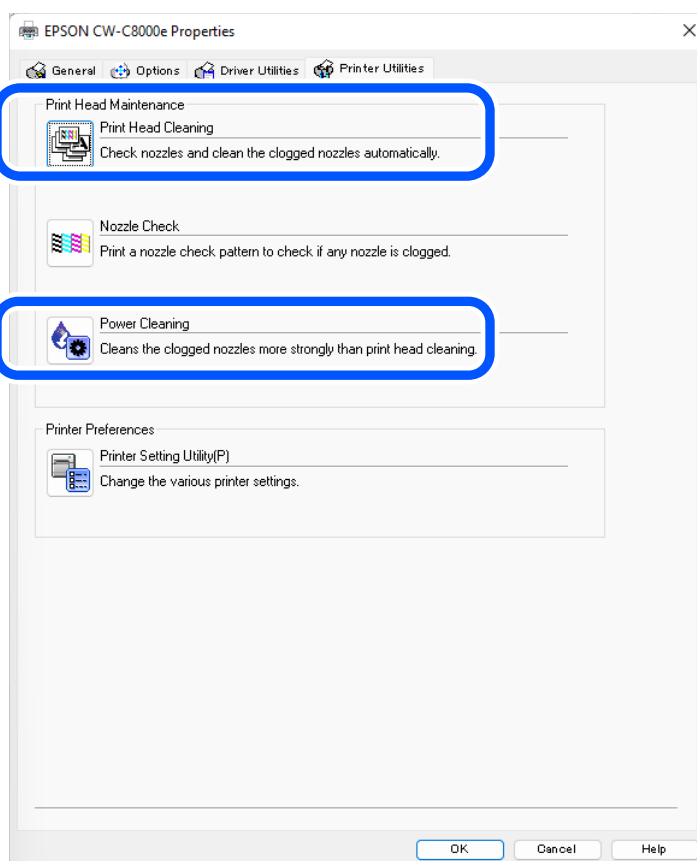 EPSON CW-C8000e Properties
General Options Driver Utilities Printer Utilities
Print Head Maintenance
Print Head Cleaning
Check nozzles and clean the clogged nozzles automatically.
Nozzle Check
Print a nozzle check pattern to check if any nozzle is clogged.
Power Cleaning
Cleans the clogged nozzles more strongly than print head cleaning.
Printer Preferences
Printer Setting Utility(P)
Change the various printer settings.
OK Cancel Help